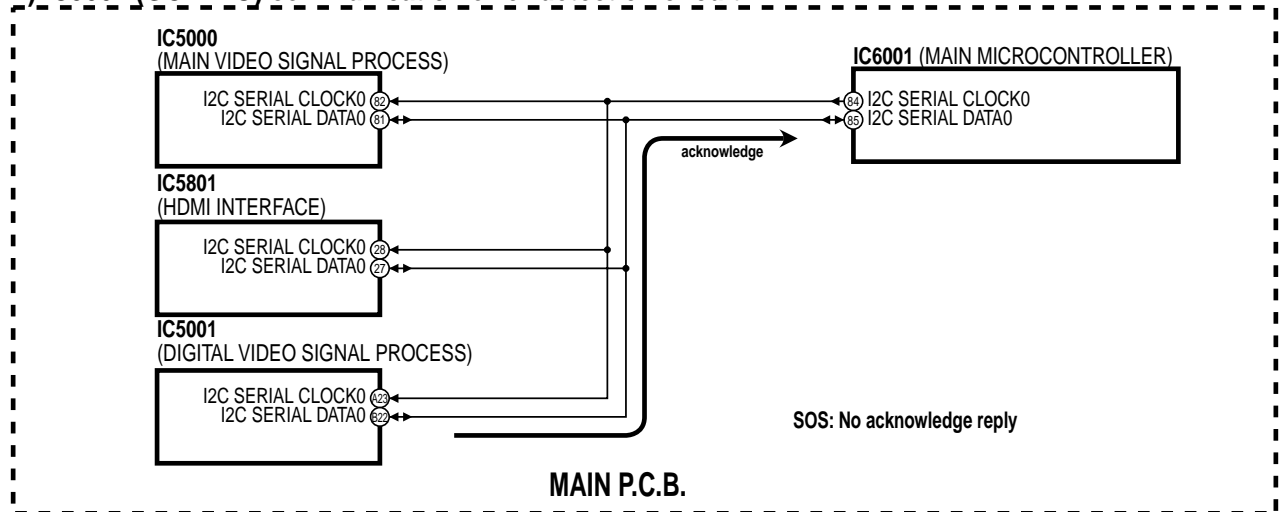 IC5000
(MAIN VIDEO SIGNAL PROCESS)
I2C SERIAL CLOCK0 82
I2C SERIAL DATA0 81
IC6001 (MAIN MICROCONTROLLER)
84 I2C SERIAL CLOCK0
85 I2C SERIAL DATA0
acknowledge
IC5801
(HDMI INTERFACE)
I2C SERIAL CLOCK0 28
I2C SERIAL DATA0 27
IC5001
(DIGITAL VIDEO SIGNAL PROCESS)
I2C SERIAL CLOCK0 A23
I2C SERIAL DATA0 B22
SOS: No acknowledge reply
MAIN P.C.B.